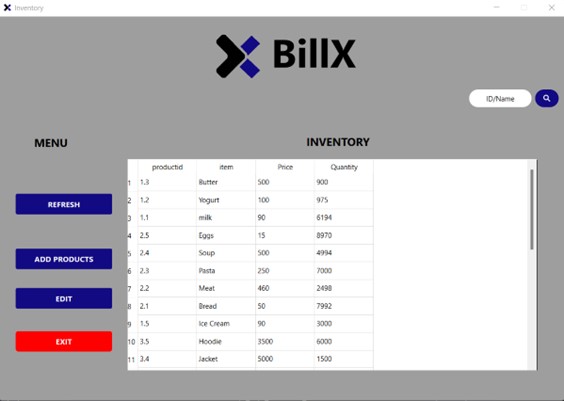 Inventory
BillX
ID/Name
MENU
INVENTORY
productid item Price Quantity
1 1.3 Butter 500 900
2 1.2 Yogurt 100 975
3 1.1 milk 90 6194
4 2.5 Eggs 15 8970
5 2.4 Soup 500 4994
6 2.3 Pasta 250 7000
7 2.2 Meat 460 2498
8 2.1 Bread 50 7992
9 1.5 Ice Cream 90 3000
10 3.5 Hoodie 3500 6000
11 3.4 Jacket 5000 1500
REFRESH
ADD PRODUCTS
EDIT
EXIT